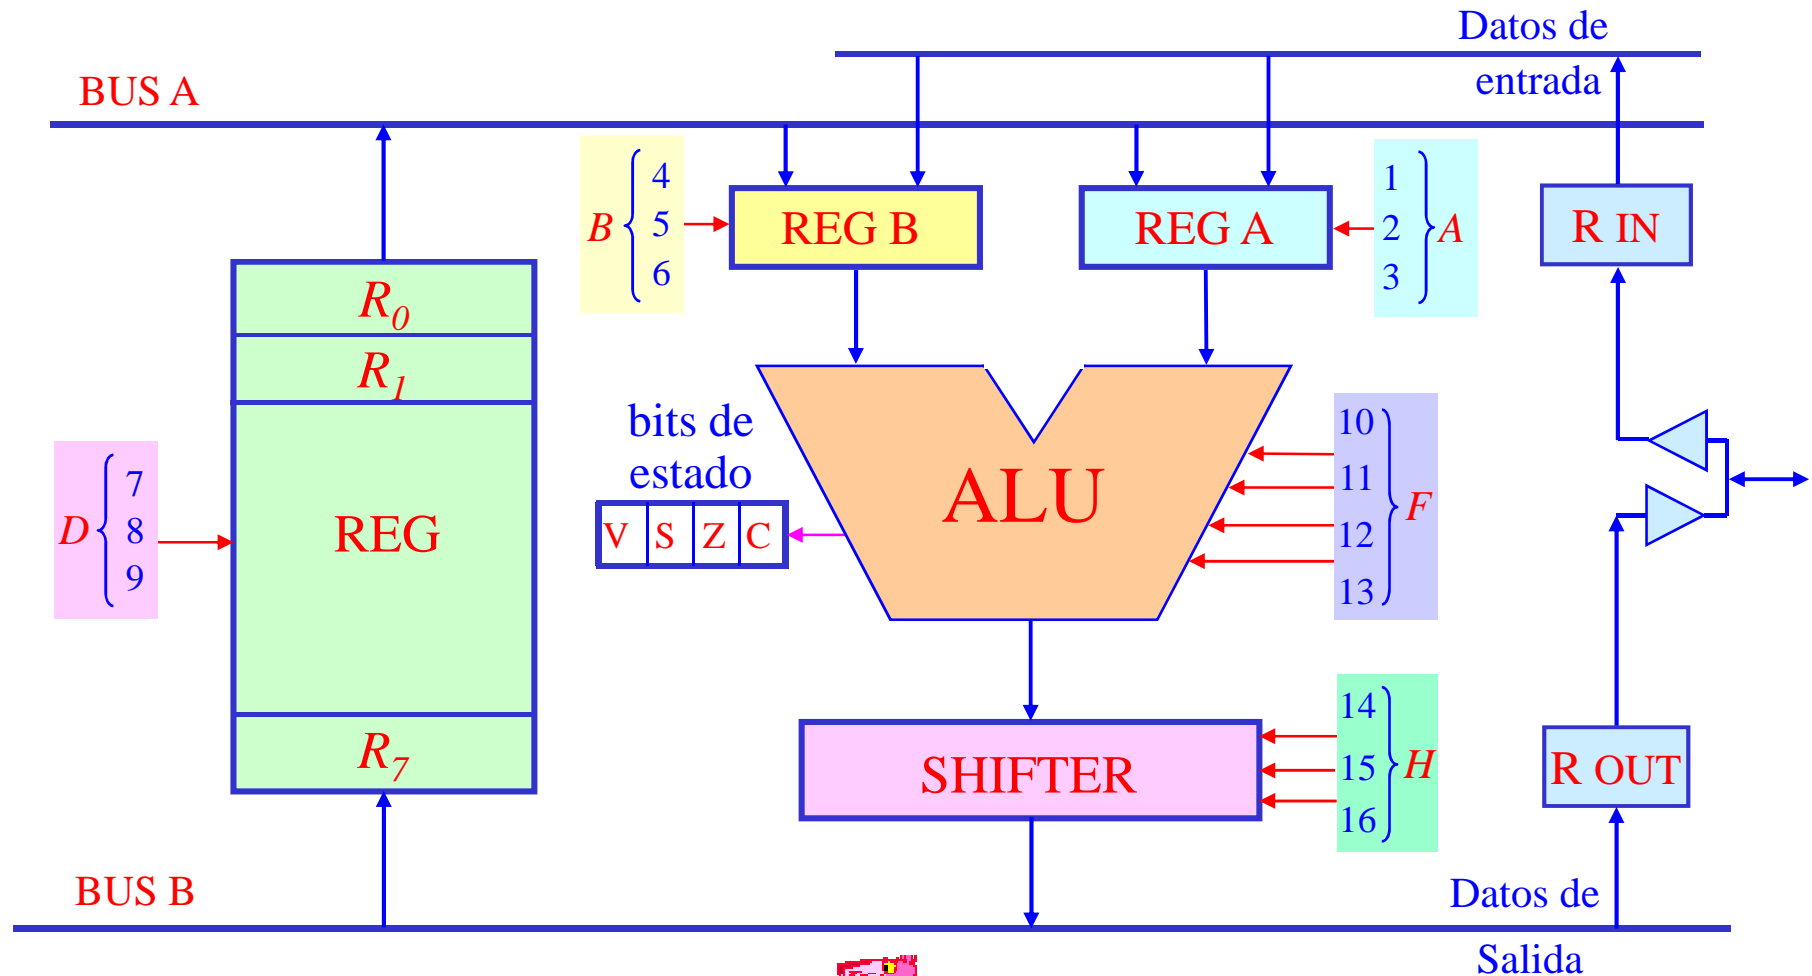 Datos de
entrada
BUS A
B
4
5
6
REG B
REG A
1
2
3
A
R IN
R0
R1
REG
R7
D
7
8
9
bits de
estado
V S Z C
ALU
10
11
12
13
F
SHIFTER
14
15
16
H
R OUT
BUS B
Datos de
Salida